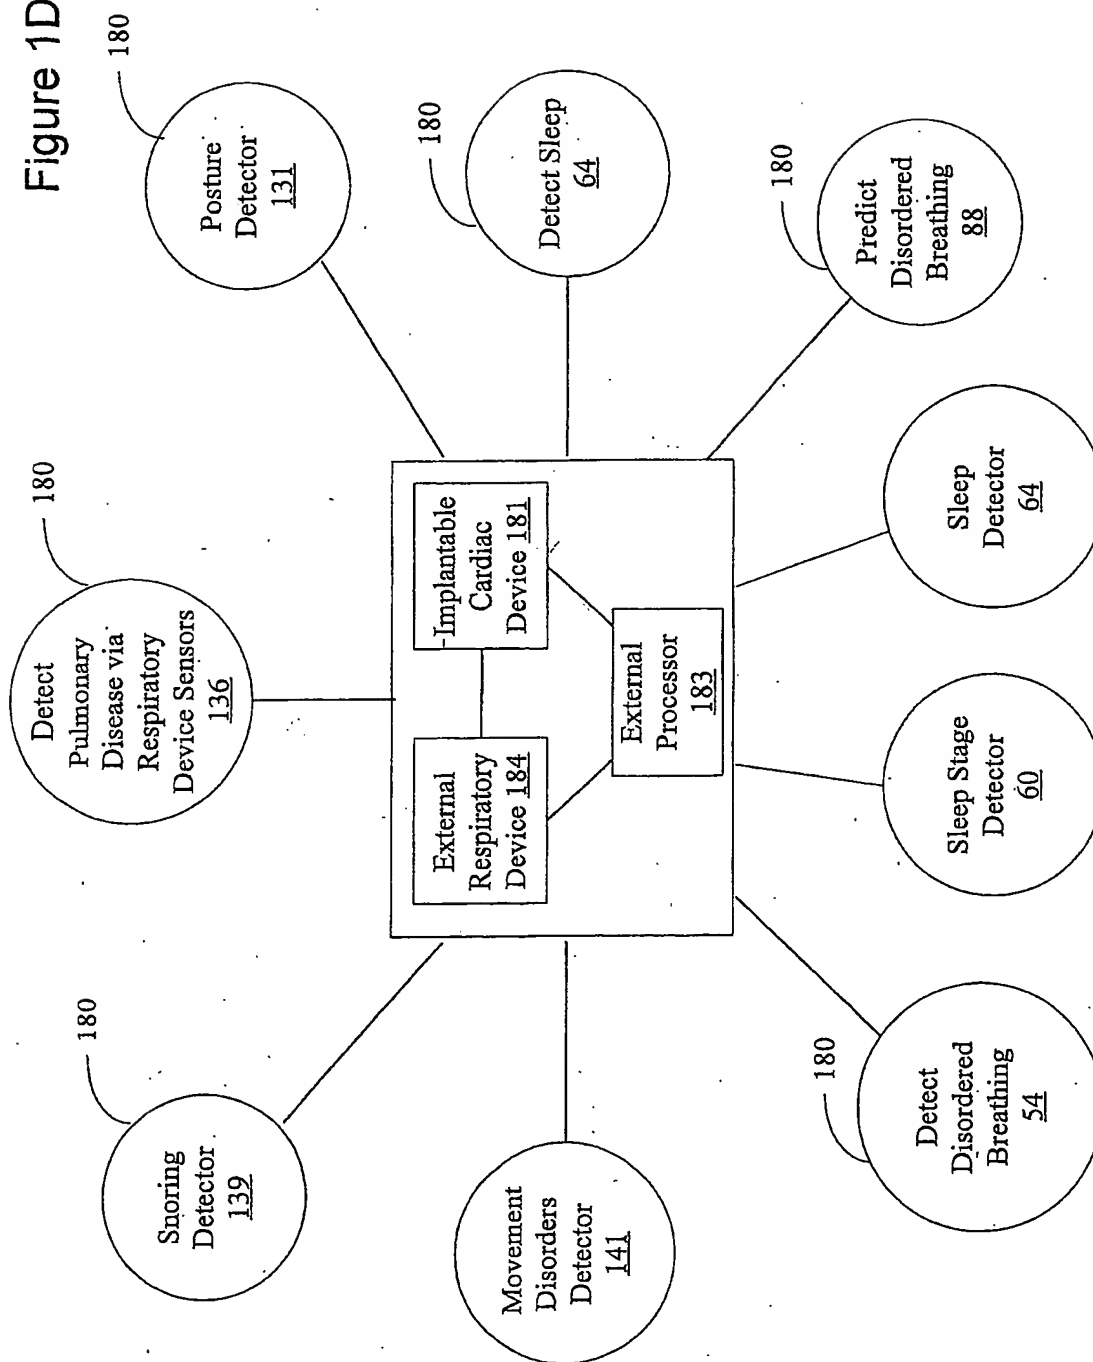 Figure 1D
180
Detect
Pulmonary
Disease via
Respiratory
Device Sensors
136
180
Snoring
Detector
139
180
Posture
Detector
131
Movement
Disorders
Detector
141
External
Respiratory
Device 184
Implantable
Cardiac
Device 181
External
Processor
183
180
Detect Sleep
64
180
Detect
Disordered
Breathing
54
Sleep Stage
Detector
60
Sleep
Detector
64
180
Predict
Disordered
Breathing
88